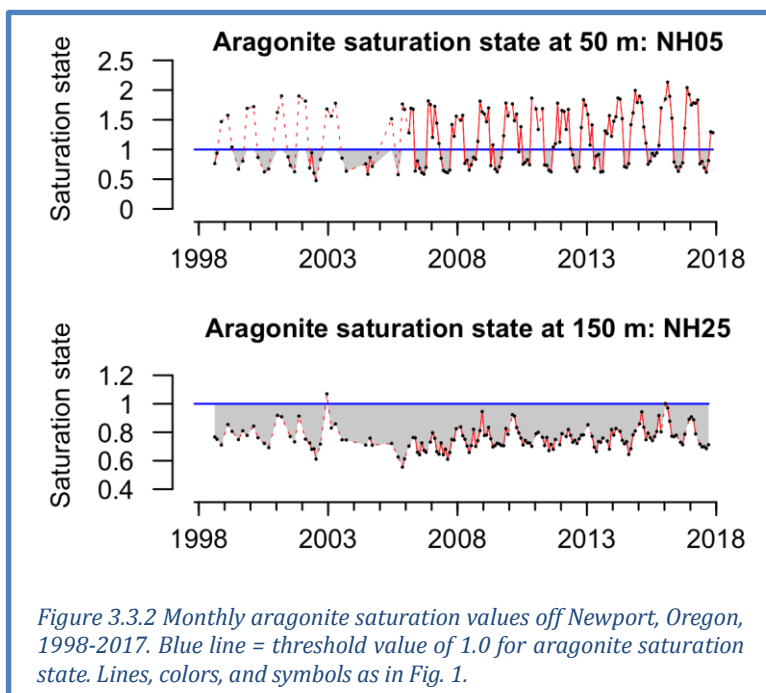 Aragonite saturation state at 50 m: NH05
Saturation state
2.5
2
1.5
1
0.5
0
1998 2003 2008 2013 2018
Aragonite saturation state at 150 m: NH25
Saturation state
1.2
1
0.8
0.6
0.4
1998 2003 2008 2013 2018
Figure 3.3.2 Monthly aragonite saturation values off Newport, Oregon,
1998-2017. Blue line = threshold value of 1.0 for aragonite saturation
state. Lines, colors, and symbols as in Fig. 1.